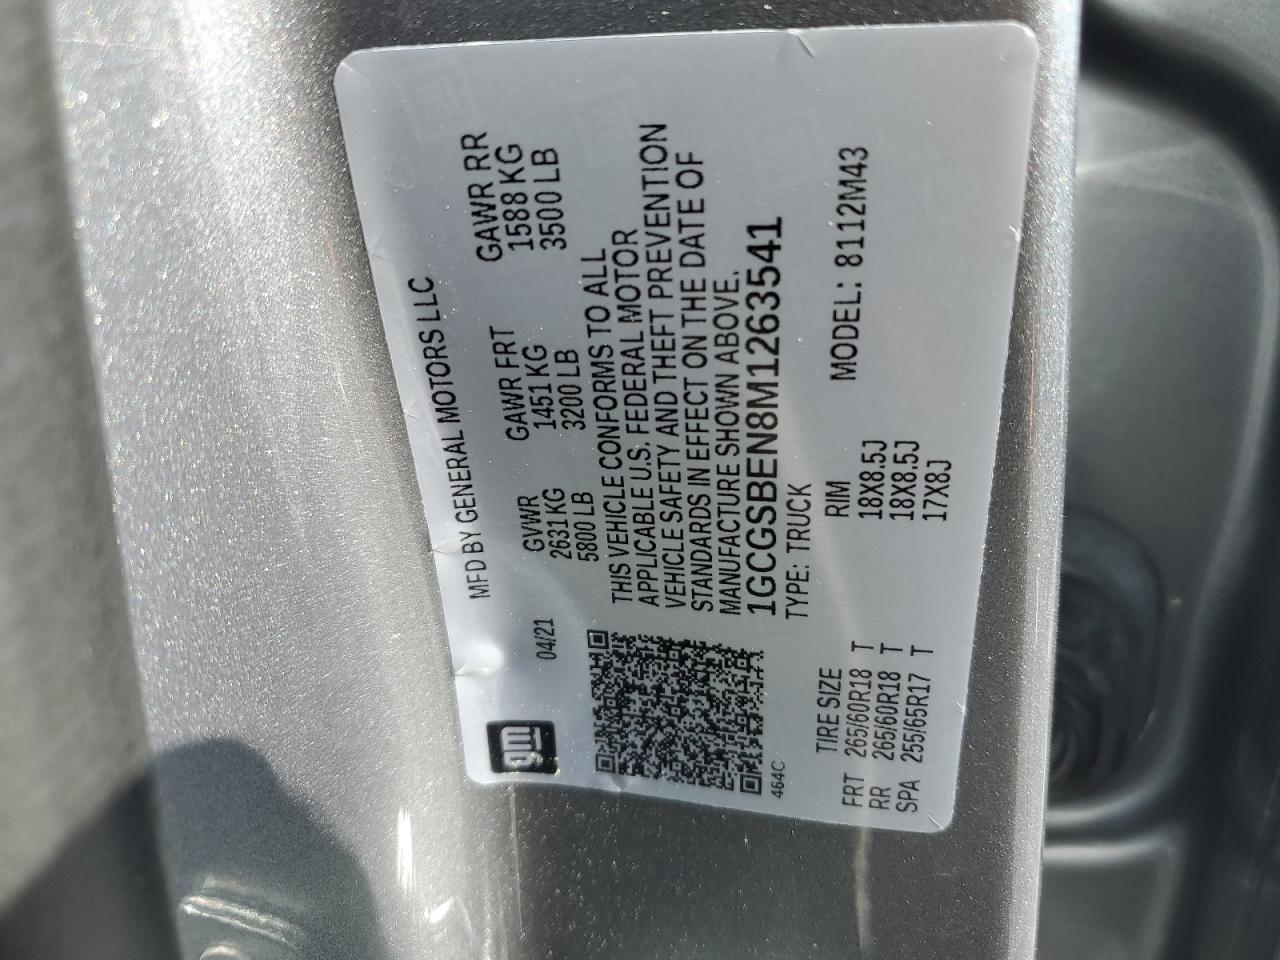 gm
04/21
MFD BY GENERAL MOTORS LLC
GVWR GAWR FRT GAWR RR
2631 KG 1451 KG 1588 KG
5800 LB 3200 LB 3500 LB
THIS VEHICLE CONFORMS TO ALL
APPLICABLE U.S. FEDERAL MOTOR
VEHICLE SAFETY AND THEFT PREVENTION
STANDARDS IN EFFECT ON THE DATE OF
MANUFACTURE SHOWN ABOVE.
1GCGSBEN8M1263541
464C
TYPE: TRUCK
MODEL: 8112M43
TIRE SIZE RIM
FRT 265/60R18 T 18X8.5J
RR 265/60R18 T 18X8.5J
SPA 255/65R17 T 17X8J